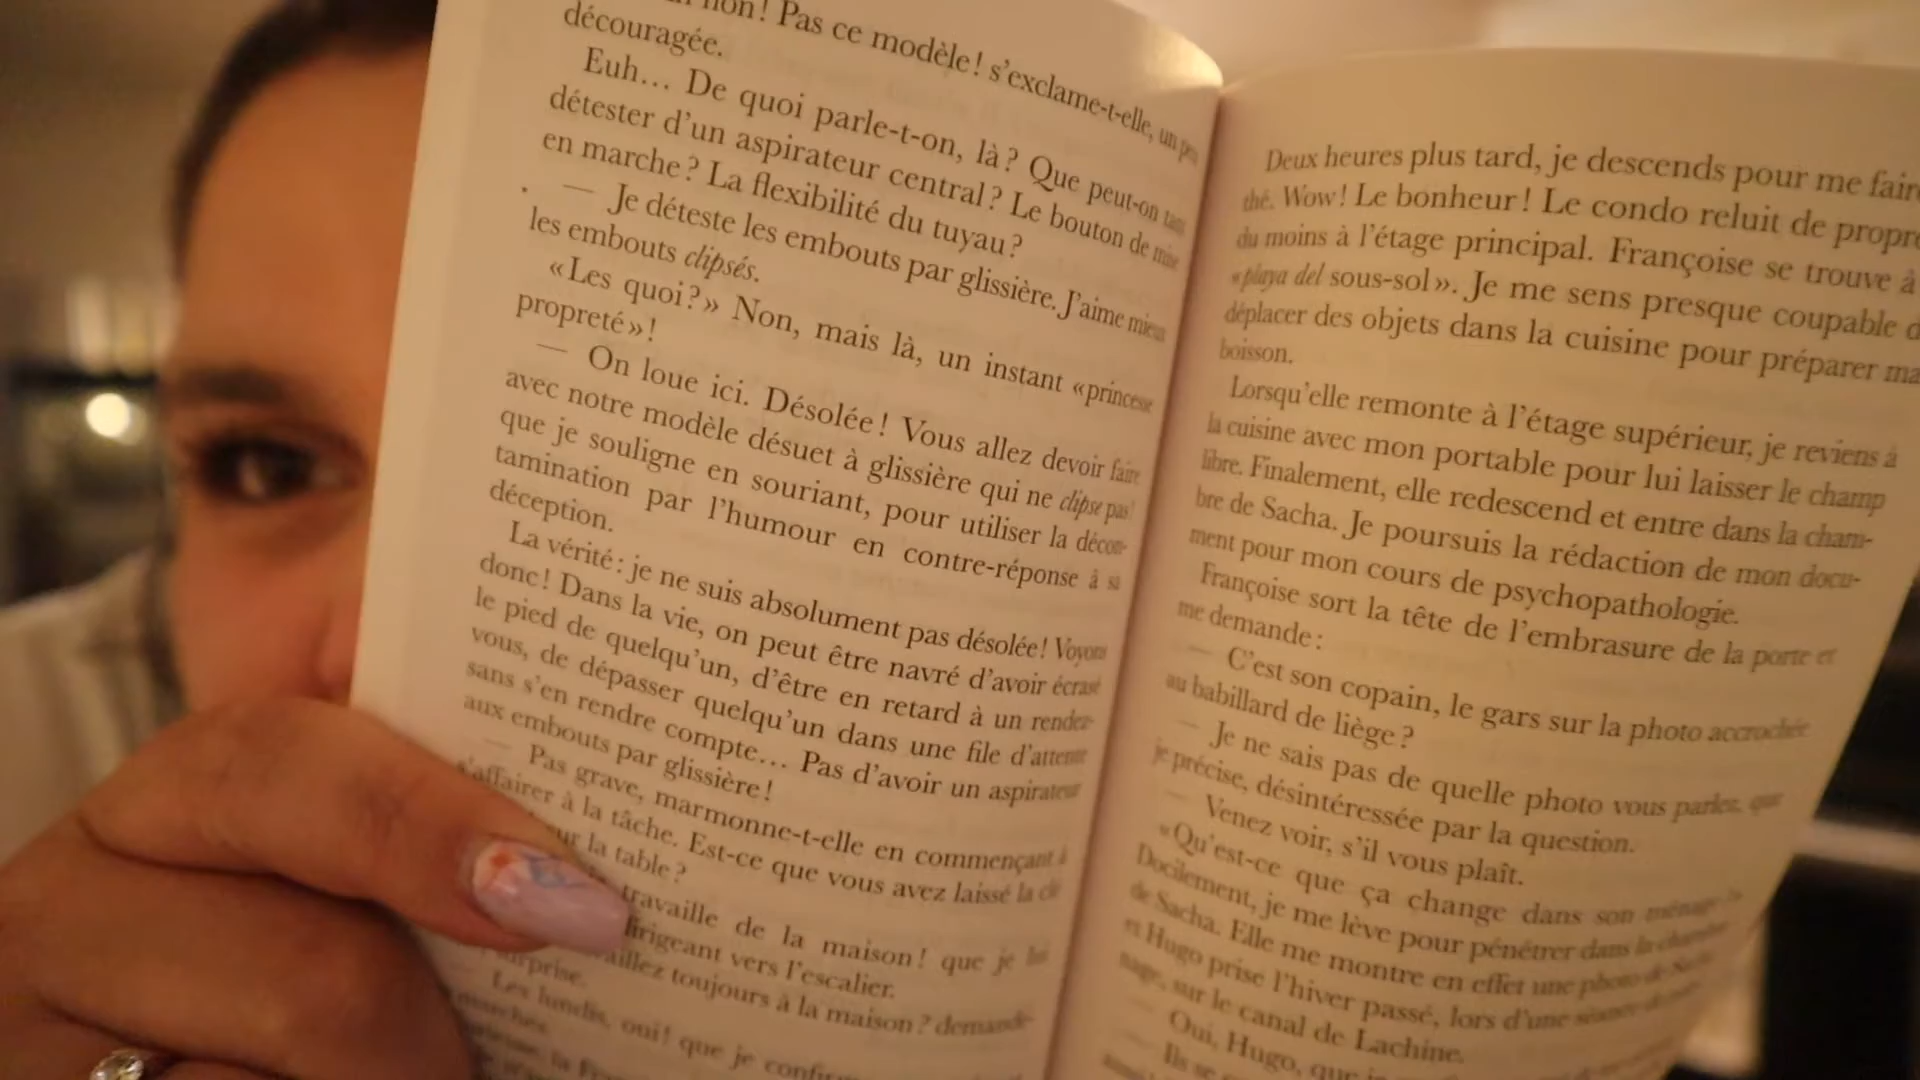 non! Pas ce modèle! s'exclame-t-elle, un peu
découragée.
Euh... De quoi parle-t-on, là? Que peut-on tant
détester d'un aspirateur central? Le bouton de mise
en marche? La flexibilité du tuyau?
— Je déteste les embouts par glissière. J'aime mieux
les embouts clipsés.
«Les quoi?» Non, mais là, un instant «princesse
propreté»!
— On loue ici. Désolée! Vous allez devoir faire
avec notre modèle désuet à glissière qui ne clipse pas!
que je souligne en souriant, pour utiliser la décon-
tamination par l'humour en contre-réponse à sa
déception.
La vérité: je ne suis absolument pas désolée! Voyons
donc! Dans la vie, on peut être navré d'avoir écrasé
le pied de quelqu'un, d'être en retard à un rendez-
vous, de dépasser quelqu'un dans une file d'attente
sans s'en rendre compte... Pas d'avoir un aspirateur
aux embouts par glissière!
— Pas grave, marmonne-t-elle en commençant à
s'affairer à la tâche. Est-ce que vous avez laissé la clé
sur la table?
travaille de la maison! que je lui
dirigeant vers l'escalier.
toujours à la maison? demande-
surprise.
— Les lundis, oui! que je
marches.
Deux heures plus tard, je descends pour me faire
thé. Wow! Le bonheur! Le condo reluit de
du moins à l'étage principal. Françoise se trouve à
«playa del sous-sol». Je me sens presque coupable
déplacer des objets dans la cuisine pour préparer ma
boisson.
Lorsqu'elle remonte à l'étage supérieur, je reviens à
la cuisine avec mon portable pour lui laisser le champ
libre. Finalement, elle redescend et entre dans la cham-
bre de Sacha. Je poursuis la rédaction de mon docu-
ment pour mon cours de psychopathologie.
Françoise sort la tête de l'embrasure de la porte et
me demande:
— C'est son copain, le gars sur la photo accrochée
au babillard de liège?
— Je ne sais pas de quelle photo vous parlez, que
je précise, désintéressée par la question.
— Venez voir, s'il vous plaît.
«Qu'est-ce que ça change dans son ménage?»
Docilement, je me lève pour pénétrer dans la chambre
de Sacha. Elle me montre en effet une photo de Sacha
et Hugo prise l'hiver passé, lors d'une séance de
sur le canal de Lachine.
— Oui, Hugo, que
— Ils se